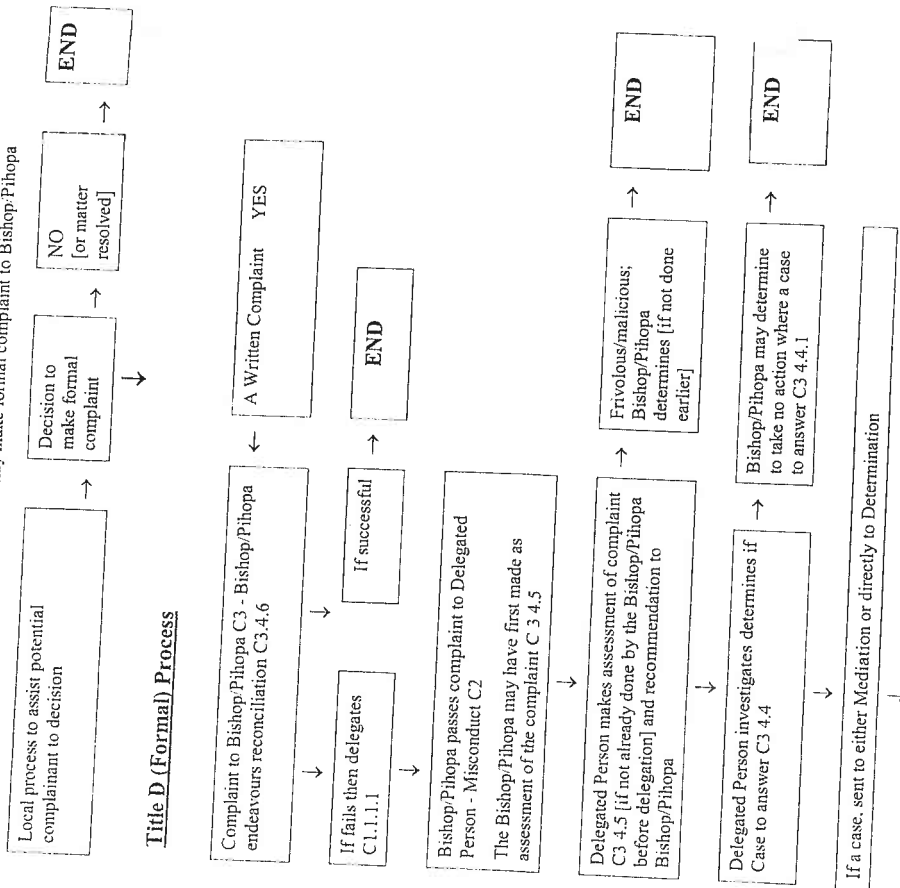 make formal complaint to Bishop/Pihopa
Local process to assist potential
complainant to decision
→
Decision to
make formal
complaint
→
NO
[or matter
resolved]
→
END
↓
Title D (Formal) Process
Complaint to Bishop/Pihopa C3 - Bishop/Pihopa
endeavours reconciliation C3.4.6
←
A Written Complaint YES
↓
↓
If fails then delegates
C1.1.1.1
If successful
→
END
↓
Bishop/Pihopa passes complaint to Delegated
Person - Misconduct C2
The Bishop/Pihopa may have first made as
assessment of the complaint C 3 4.5
↓
Delegated Person makes assessment of complaint
C3 4.5 [if not already done by the Bishop/Pihopa
before delegation] and recommendation to
Bishop/Pihopa
→
Frivolous/malicious;
Bishop/Pihopa
determines [if not done
earlier]
→
END
↓
Delegated Person investigates determines if
Case to answer C3 4.4
→
Bishop/Pihopa may determine
to take no action where a case
to answer C3 4.4.1
→
END
↓
If a case, sent to either Mediation or directly to Determination
↓